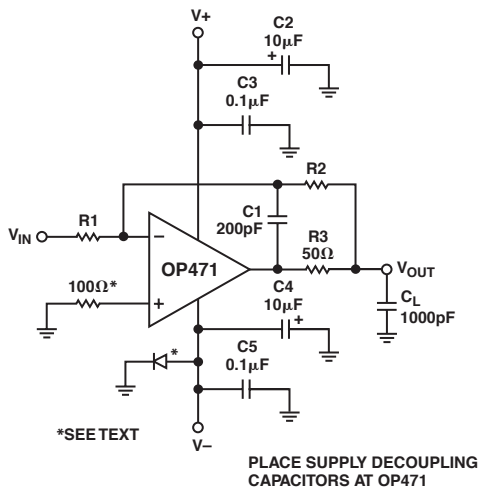 V+
C2
10µF
+
C3
0.1µF
R2
R1
C1
200pF
R3
50Ω
VIN
−
OP471
VOUT
100Ω*
+
C4
10µF
+
CL
1000pF
*
C5
0.1µF
*SEE TEXT
V−
PLACE SUPPLY DECOUPLING
CAPACITORS AT OP471